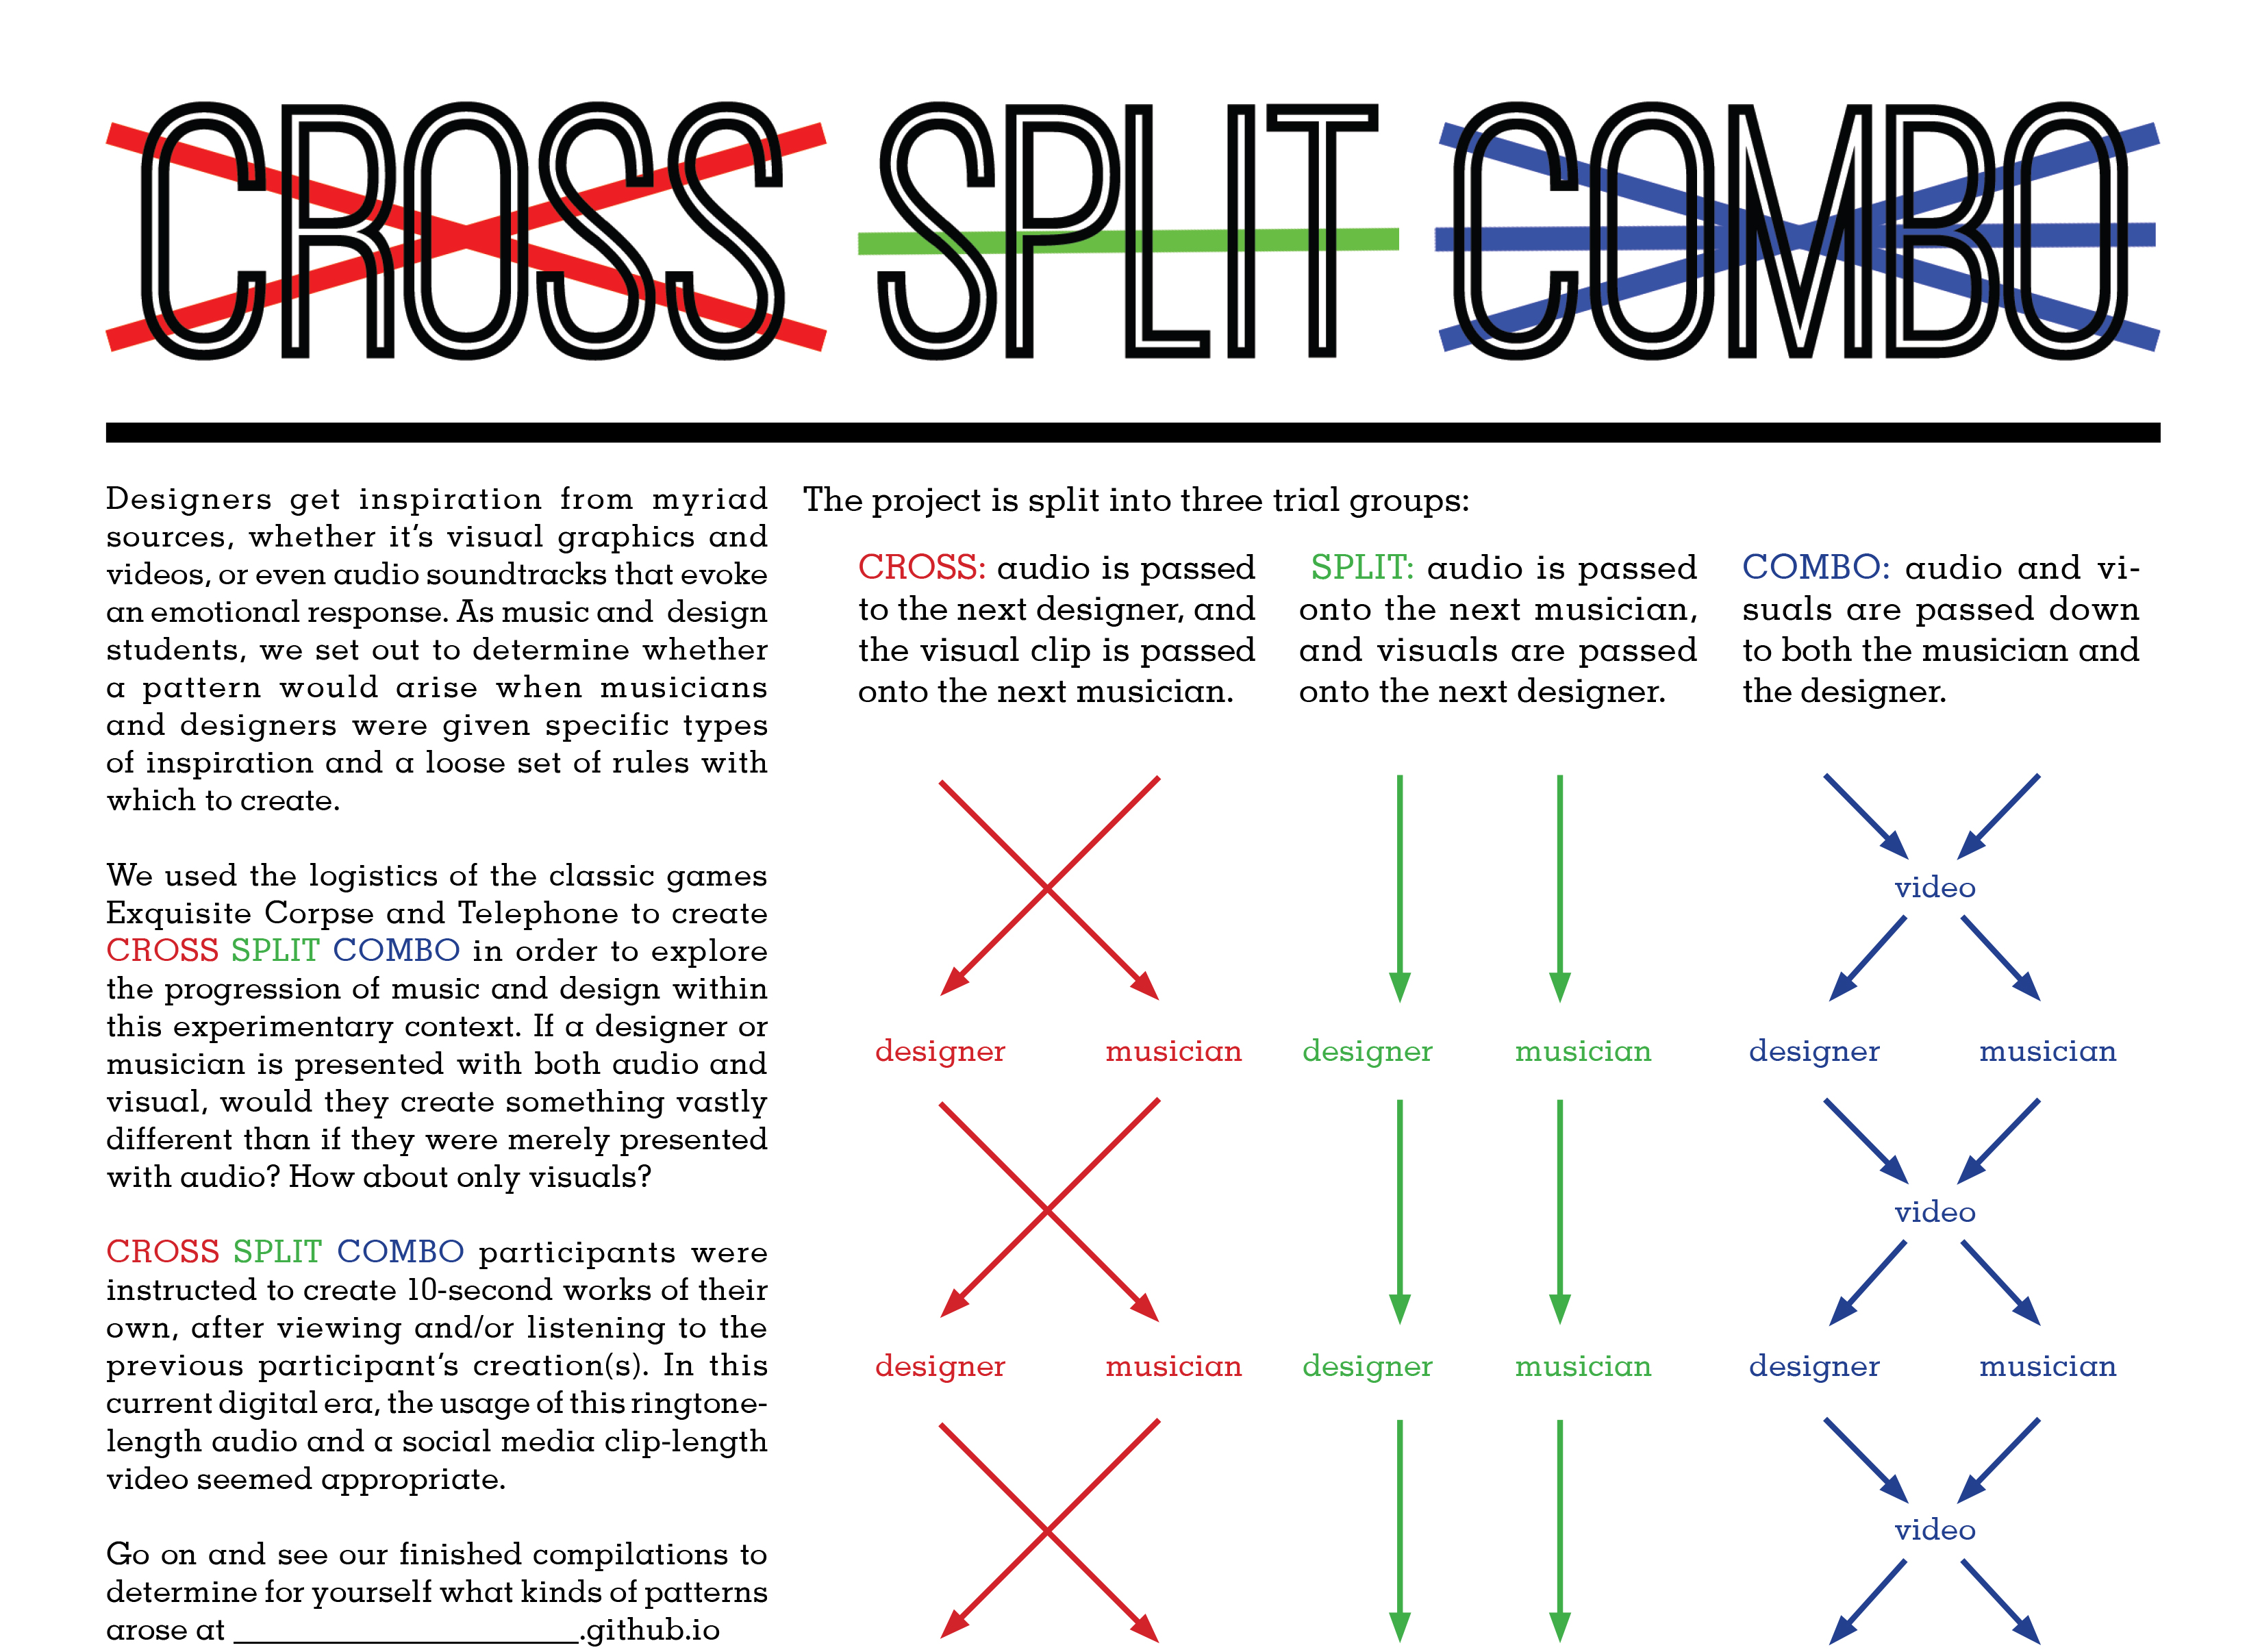 CROSS SPLIT COMBO
Designers get inspiration from myriad
sources, whether it's visual graphics and
videos, or even audio soundtracks that evoke
an emotional response. As music and design
students, we set out to determine whether
a pattern would arise when musicians
and designers were given specific types
of inspiration and a loose set of rules with
which to create.
We used the logistics of the classic games
Exquisite Corpse and Telephone to create
CROSS SPLIT COMBO in order to explore
the progression of music and design within
this experimentary context. If a designer or
musician is presented with both audio and
visual, would they create something vastly
different than if they were merely presented
with audio? How about only visuals?
CROSS SPLIT COMBO participants were
instructed to create 10-second works of their
own, after viewing and/or listening to the
previous participant's creation(s). In this
current digital era, the usage of this ringtone-
length audio and a social media clip-length
video seemed appropriate.
Go on and see our finished compilations to
determine for yourself what kinds of patterns
arose at ______________________.github.io
The project is split into three trial groups:
CROSS: audio is passed
to the next designer, and
the visual clip is passed
onto the next musician.
SPLIT: audio is passed
onto the next musician,
and visuals are passed
onto the next designer.
COMBO: audio and vi-
suals are passed down
to both the musician and
the designer.
video
designer musician designer musician designer musician
video
designer musician designer musician designer musician
video